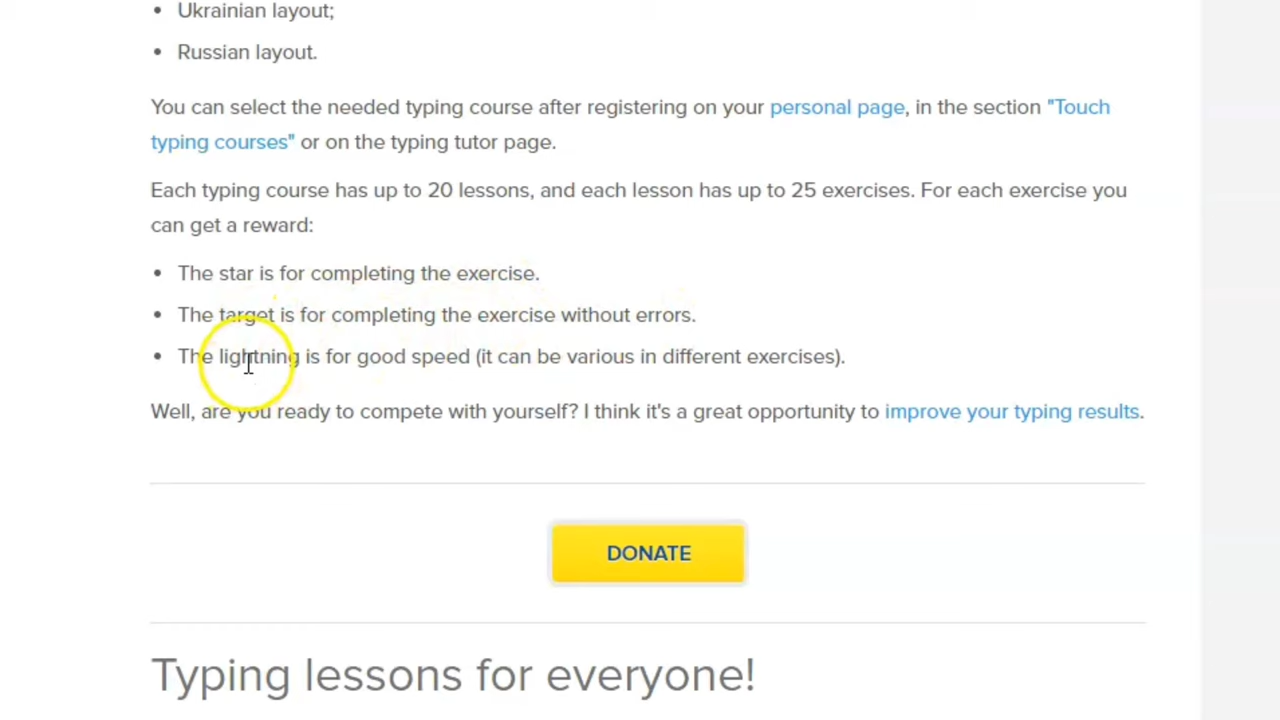 Ukrainian layout;
Russian layout.
You can select the needed typing course after registering on your personal page, in the section "Touch
typing courses" or on the typing tutor page.
Each typing course has up to 20 lessons, and each lesson has up to 25 exercises. For each exercise you
can get a reward:
The star is for completing the exercise.
The target is for completing the exercise without errors.
The lightning is for good speed (it can be various in different exercises).
Well, are you ready to compete with yourself? I think it's a great opportunity to improve your typing results.
DONATE
Typing lessons for everyone!